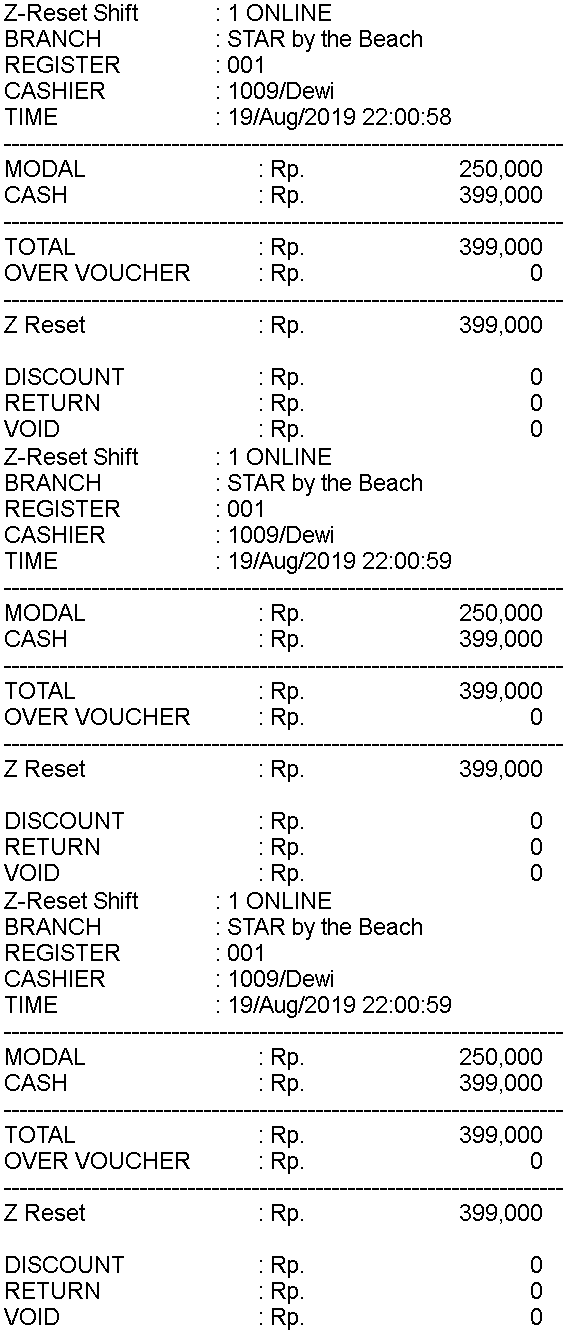 Z-Reset Shift : 1 ONLINE
BRANCH : STAR by the Beach
REGISTER : 001
CASHIER : 1009/Dewi
TIME : 19/Aug/2019 22:00:58
MODAL : Rp. 250,000
CASH : Rp. 399,000
TOTAL : Rp. 399,000
OVER VOUCHER : Rp. 0
Z Reset : Rp. 399,000
DISCOUNT : Rp. 0
RETURN : Rp. 0
VOID : Rp. 0
Z-Reset Shift : 1 ONLINE
BRANCH : STAR by the Beach
REGISTER : 001
CASHIER : 1009/Dewi
TIME : 19/Aug/2019 22:00:59
MODAL : Rp. 250,000
CASH : Rp. 399,000
TOTAL : Rp. 399,000
OVER VOUCHER : Rp. 0
Z Reset : Rp. 399,000
DISCOUNT : Rp. 0
RETURN : Rp. 0
VOID : Rp. 0
Z-Reset Shift : 1 ONLINE
BRANCH : STAR by the Beach
REGISTER : 001
CASHIER : 1009/Dewi
TIME : 19/Aug/2019 22:00:59
MODAL : Rp. 250,000
CASH : Rp. 399,000
TOTAL : Rp. 399,000
OVER VOUCHER : Rp. 0
Z Reset : Rp. 399,000
DISCOUNT : Rp. 0
RETURN : Rp. 0
VOID : Rp. 0